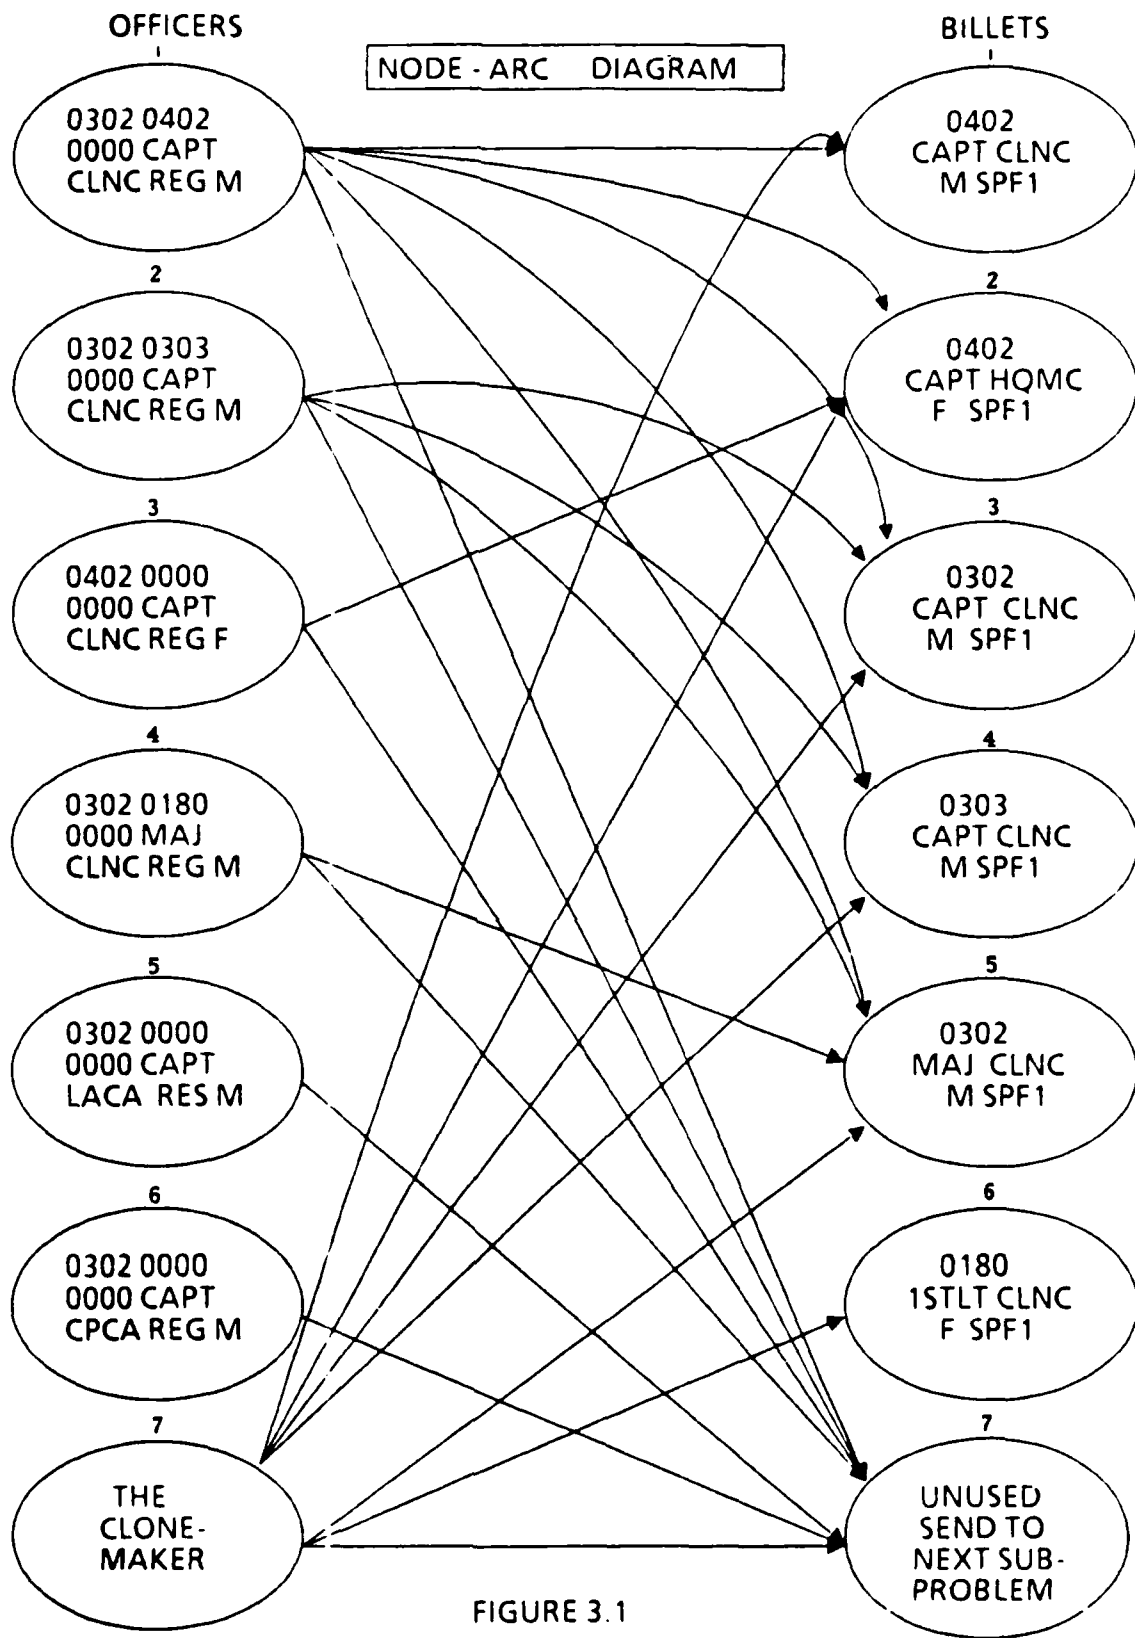 OFFICERS
BILLETS
NODE - ARC DIAGRAM
0302 0402
0000 CAPT
CLNC REG M
0402
CAPT CLNC
M SPF1
2
2
0302 0303
0000 CAPT
CLNC REG M
0402
CAPT HQMC
F SPF1
3
3
0402 0000
0000 CAPT
CLNC REG F
0302
CAPT CLNC
M SPF1
4
4
0302 0180
0000 MAJ
CLNC REG M
0303
CAPT CLNC
M SPF1
5
5
0302 0000
0000 CAPT
LACA RES M
0302
MAJ CLNC
M SPF1
6
6
0302 0000
0000 CAPT
CPCA REG M
0180
1STLT CLNC
F SPF1
7
7
THE
CLONE-
MAKER
UNUSED
SEND TO
NEXT SUB-
PROBLEM
FIGURE 3.1